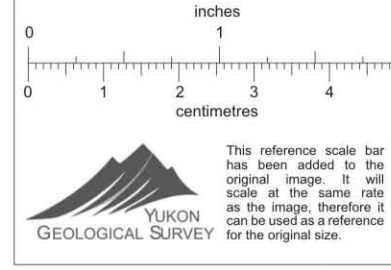 inches
0 1
0 1 2 3 4
centimetres
YUKON
GEOLOGICAL SURVEY
This reference scale bar
has been added to the
original image. It will
scale at the same rate
as the image, therefore it
can be used as a reference
for the original size.